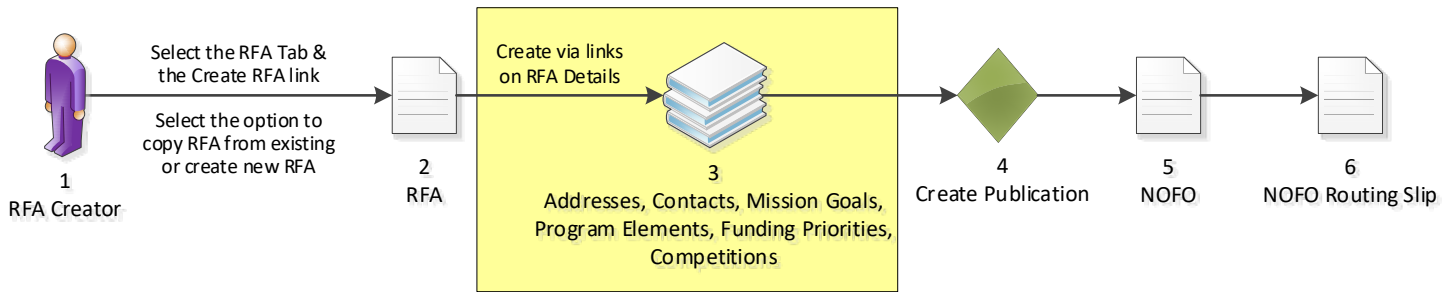 Select the RFA Tab &
the Create RFA link
Select the option to
copy RFA from existing
or create new RFA
1
RFA Creator
2
RFA
Create via links
on RFA Details
3
Addresses, Contacts, Mission Goals,
Program Elements, Funding Priorities,
Competitions
4
Create Publication
5
NOFO
6
NOFO Routing Slip